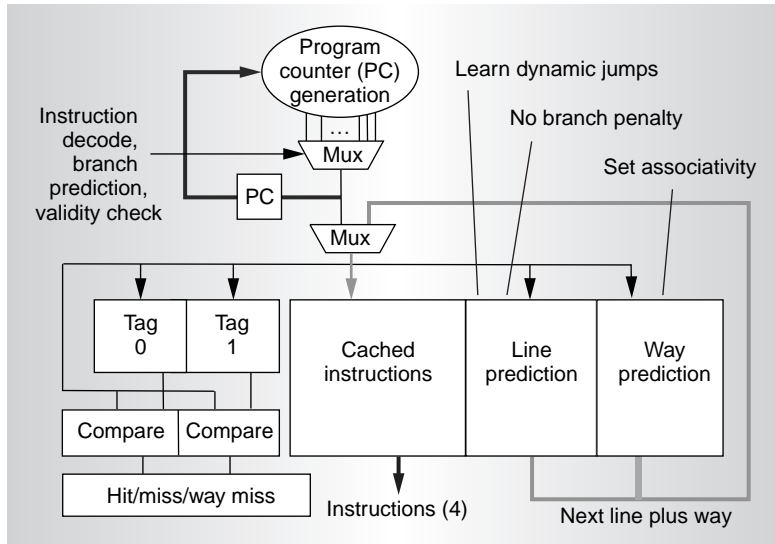 Program
counter (PC)
generation
Learn dynamic jumps
...
No branch penalty
Instruction
decode,
branch
prediction,
validity check
Mux
Set associativity
PC
Mux
Tag
0
Tag
1
Cached
instructions
Line
prediction
Way
prediction
Compare
Compare
Hit/miss/way miss
Instructions (4)
Next line plus way